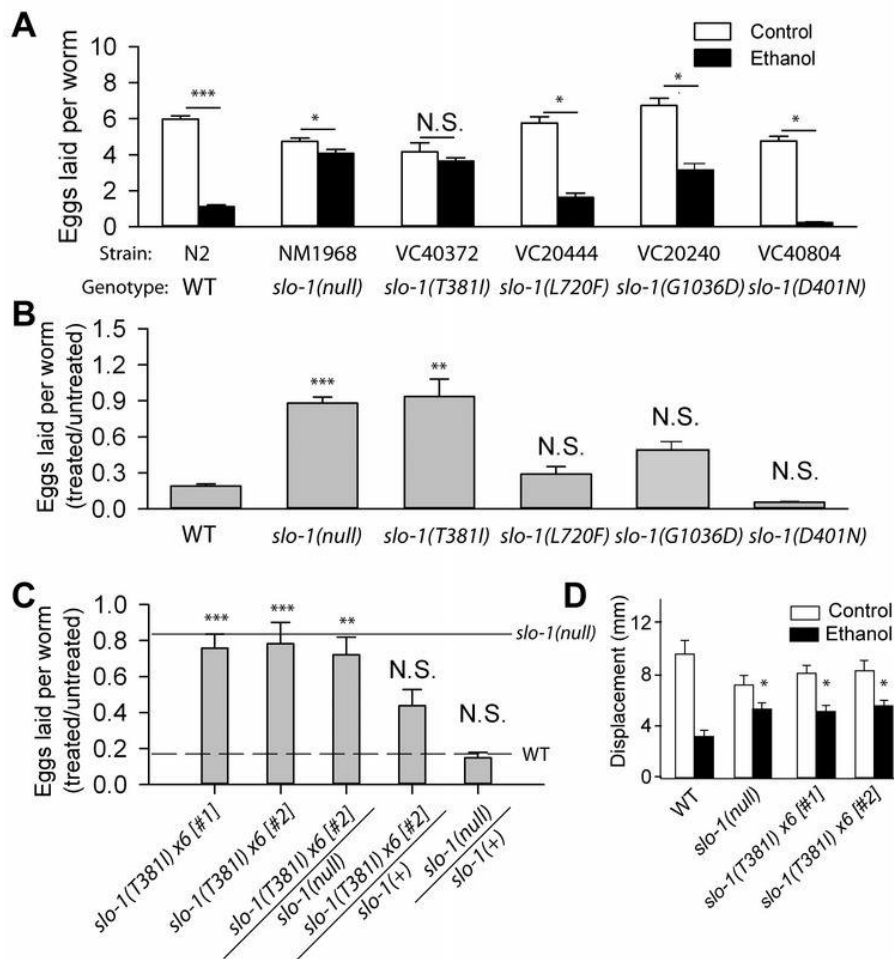 A
Eggs laid per worm
10
8
6
4
2
0
Control
Ethanol
***
*
N.S.
*
*
*
Strain: N2 NM1968 VC40372 VC20444 VC20240 VC40804
Genotype: WT slo-1(null) slo-1(T381I) slo-1(L720F) slo-1(G1036D) slo-1(D401N)
B
Eggs laid per worm
(treated/untreated)
1.5
1.2
0.9
0.6
0.3
0.0
***
**
N.S.
N.S.
N.S.
WT slo-1(null) slo-1(T381I) slo-1(L720F) slo-1(G1036D) slo-1(D401N)
C
Eggs laid per worm
(treated/untreated)
1.0
0.8
0.6
0.4
0.2
0.0
***
***
**
N.S.
N.S.
slo-1(null)
WT
slo-1(T381I) x6 [#1]
slo-1(T381I) x6 [#2]
slo-1(T381I) x6 [#2]
slo-1(null)
slo-1(T381I) x6 [#2]
slo-1(+)
slo-1(null)
slo-1(+)
D
Displacement (mm)
12
8
4
0
Control
Ethanol
*
*
*
WT
slo-1(null)
slo-1(T381I) x6 [#1]
slo-1(T381I) x6 [#2]